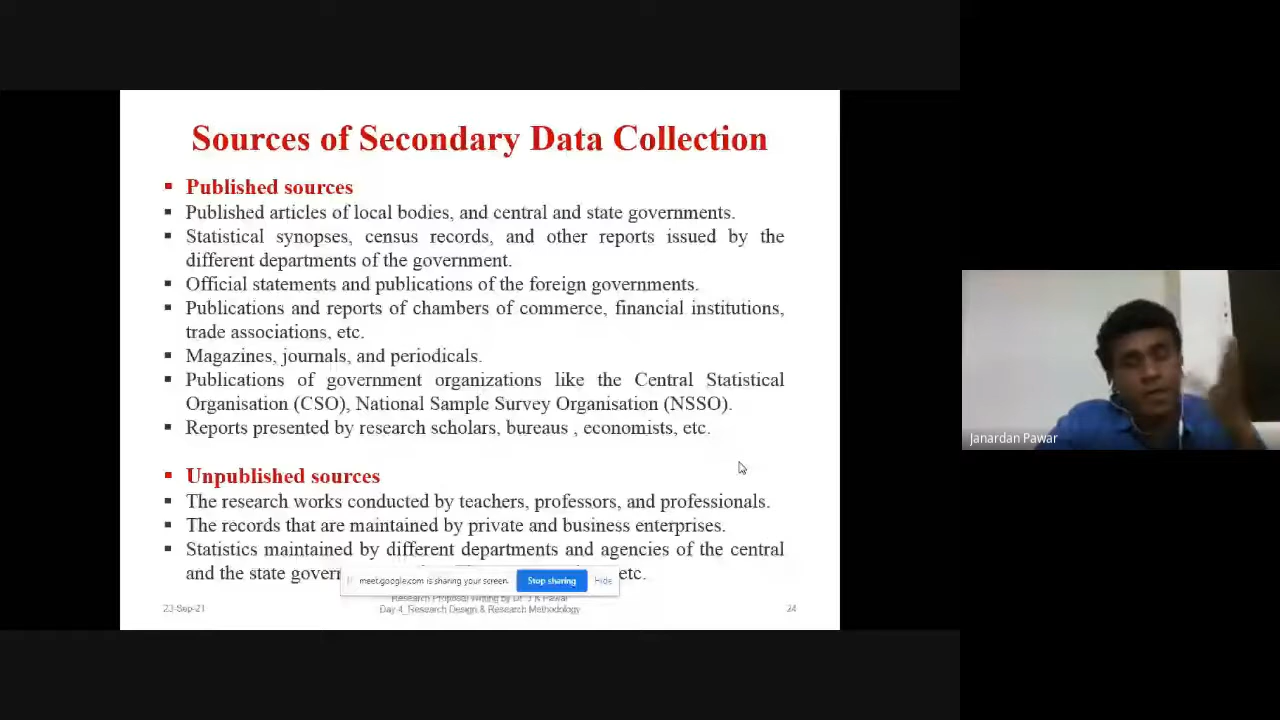 Sources of Secondary Data Collection
▪ Published sources
▪ Published articles of local bodies, and central and state governments.
▪ Statistical synopses, census records, and other reports issued by the
different departments of the government.
▪ Official statements and publications of the foreign governments.
▪ Publications and reports of chambers of commerce, financial institutions,
trade associations, etc.
▪ Magazines, journals, and periodicals.
▪ Publications of government organizations like the Central Statistical
Organisation (CSO), National Sample Survey Organisation (NSSO).
▪ Reports presented by research scholars, bureaus , economists, etc.
▪ Unpublished sources
▪ The research works conducted by teachers, professors, and professionals.
▪ The records that are maintained by private and business enterprises.
▪ Statistics maintained by different departments and agencies of the central
and the state etc.
meet.google.com is sharing your screen. Stop sharing Hide
Research Proposal Writing by Dr. J K Pawar
23-Sep-21 Day 4_Research Design & Research Methodology 24
Janardan Pawar